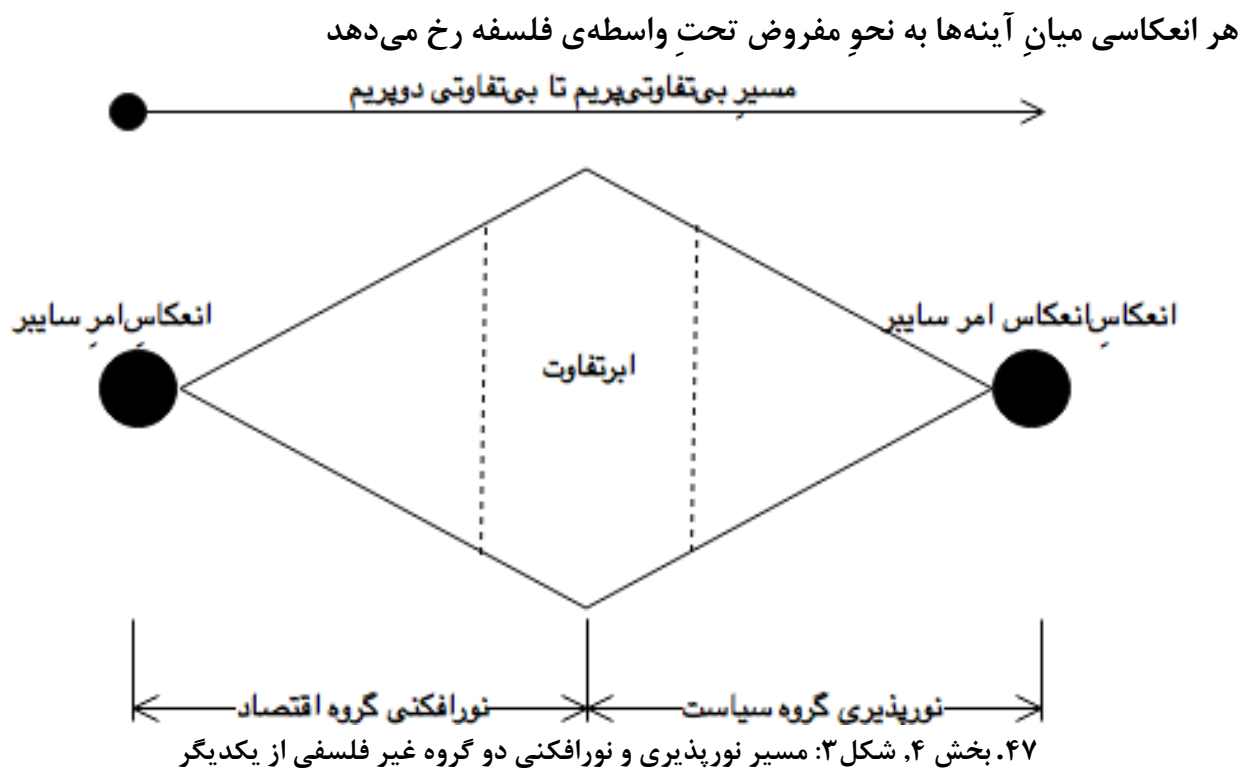 هر انعکاسی میانِ آینه‌ها به نحوِ مفروض تحتِ واسطه‌ی فلسفه رخ می‌دهد
مسیرِ بی‌تفاوتی‌پریم تا بی‌تفاوتی دوپریم
انعکاسِ‌امرِ سایبر
انعکاسِ‌انعکاس امر سایبر
ابرتفاوت
نورپذیری گروه سیاست
نورافکنی گروه اقتصاد
۴۷. بخش ۴, شکل۳: مسیر نورپذیری و نورافکنی دو گروه غیر فلسفی از یکدیگر